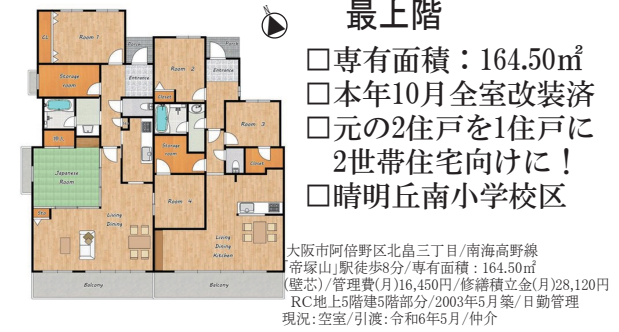 最上階
□専有面積：164.50㎡
□本年10月全室改装済
□元の2住戸を1住戸に
2世帯住宅向けに！
□晴明丘南小学校区
CL
Room 1
Porch
Storage
room
Entrance
Room 2
Closet
Porch
Entrance
Room 3
Closet
Storage
room
Japanese
Room
Room 4
Living
Dining
Living
Dining
Kitchen
Balcony
Balcony
大阪市阿倍野区北畠三丁目/南海高野線
「帝塚山」駅徒歩8分/専有面積：164.50㎡
(壁芯)/管理費(月)16,450円/修繕積立金(月)28,120円
RC地上5階建5階部分/2003年5月築/日勤管理
現況:空室/引渡:令和6年5月/仲介